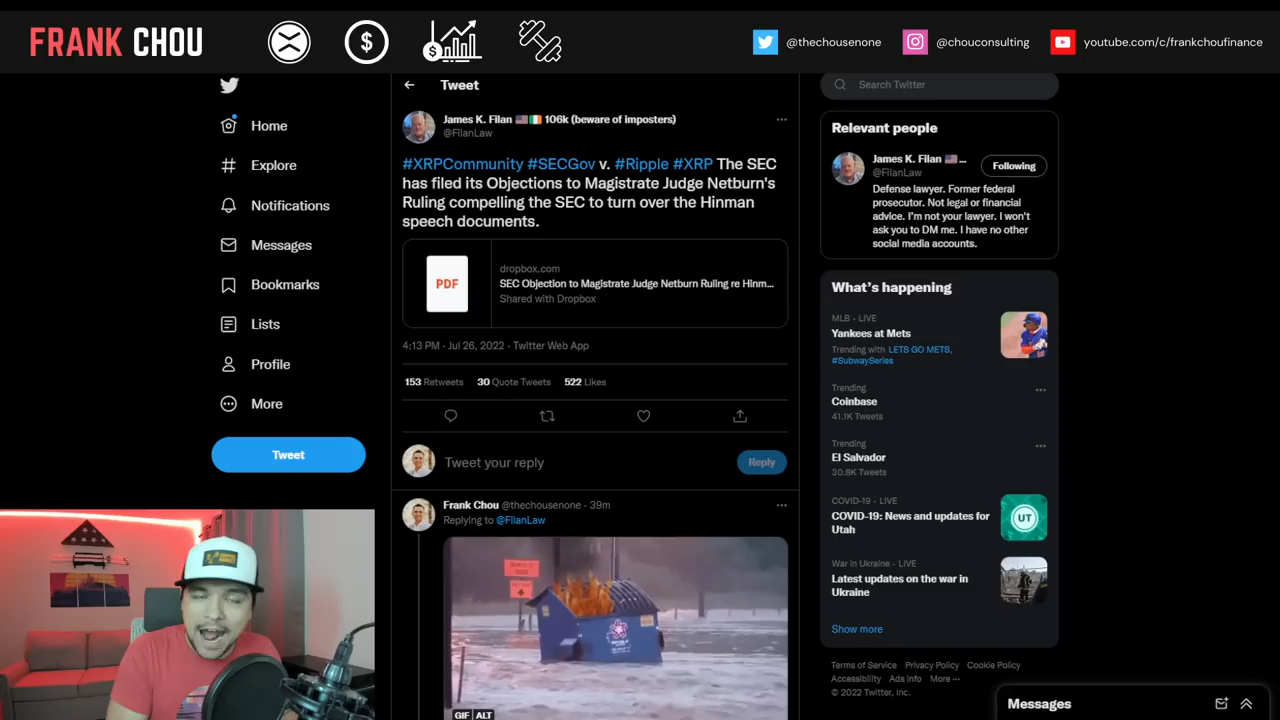 FRANK CHOU
@thechousenone
@chouconsulting
youtube.com/c/frankchoufinance
Home
Explore
Notifications
Messages
Bookmarks
Lists
Profile
More
Tweet
Tweet
James K. Filan 🇺🇸🇮🇪 106k (beware of imposters)
@FilanLaw
#XRPCommunity #SECGov v. #Ripple #XRP The SEC
has filed its Objections to Magistrate Judge Netburn's
Ruling compelling the SEC to turn over the Hinman
speech documents.
PDF
dropbox.com
SEC Objection to Magistrate Judge Netburn Ruling re Hinm...
Shared with Dropbox
4:13 PM · Jul 26, 2022 · Twitter Web App
153 Retweets 30 Quote Tweets 522 Likes
Tweet your reply
Reply
Frank Chou @thechousenone · 39m
Replying to @FilanLaw
GIF ALT
Search Twitter
Relevant people
James K. Filan 🇺🇸 ...
@FilanLaw
Following
Defense lawyer. Former federal
prosecutor. Not legal or financial
advice. I'm not your lawyer. I won't
ask you to DM me. I have no other
social media accounts.
What's happening
MLB · LIVE
Yankees at Mets
Trending with LETS GO METS,
#SubwaySeries
Trending
Coinbase
41.1K Tweets
Trending
El Salvador
30.8K Tweets
COVID-19 · LIVE
COVID-19: News and updates for
Utah
UT
War in Ukraine · LIVE
Latest updates on the war in
Ukraine
Show more
Terms of Service Privacy Policy Cookie Policy
Accessibility Ads info More ...
© 2022 Twitter, Inc.
Messages